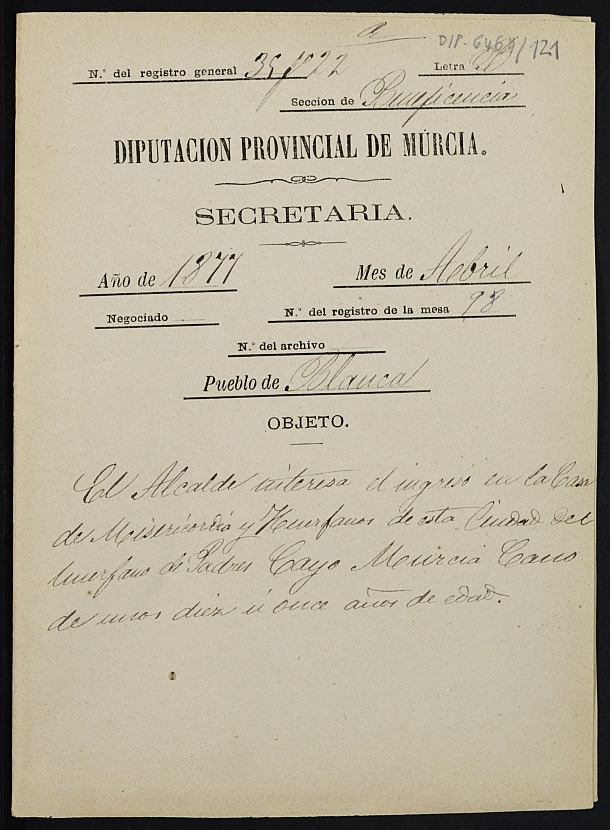 DIP. 6464/121
N.º del registro general
Letra
Seccion de Beneficencia
DIPUTACION PROVINCIAL DE MÚRCIA.
SECRETARIA.
Año de 1877 Mes de Abril
Negociado N.º del registro de la mesa 98
N.º del archivo
Pueblo de Blanca
OBJETO.
El Alcalde interesa el ingreso en la Casa
de Misericordia y Huerfanos de esta Ciudad del
huerfano de Padres Cayo Murcia Cano
de unos diez ú once años de edad.